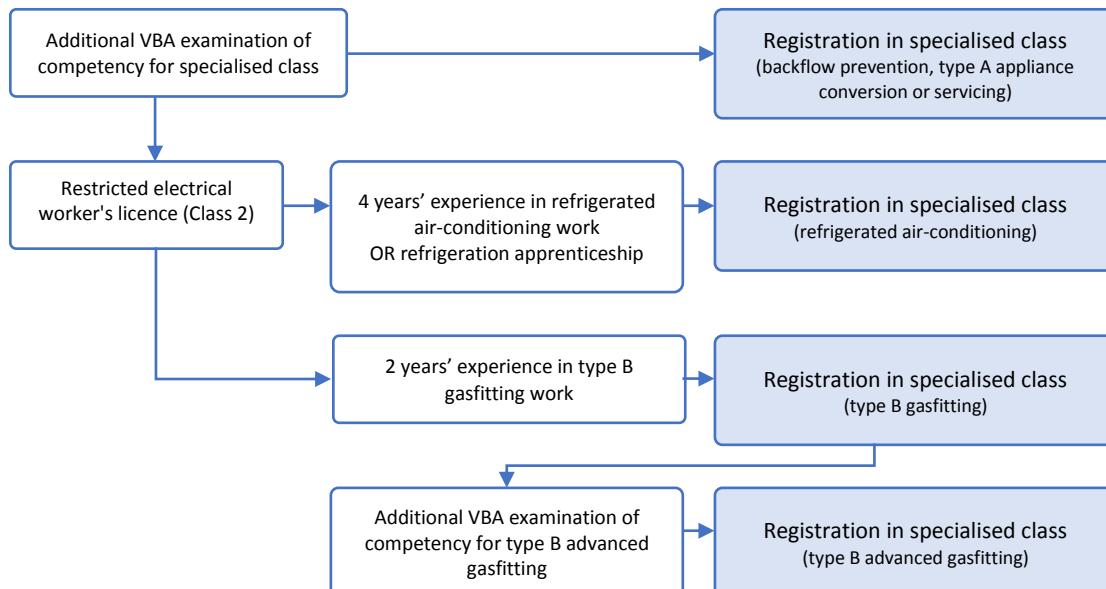 Additional VBA examination of
competency for specialised class
Registration in specialised class
(backflow prevention, type A appliance
conversion or servicing)
Restricted electrical
worker's licence (Class 2)
4 years’ experience in refrigerated
air-conditioning work
OR refrigeration apprenticeship
Registration in specialised class
(refrigerated air-conditioning)
2 years’ experience in type B
gasfitting work
Registration in specialised class
(type B gasfitting)
Additional VBA examination of
competency for type B advanced
gasfitting
Registration in specialised class
(type B advanced gasfitting)